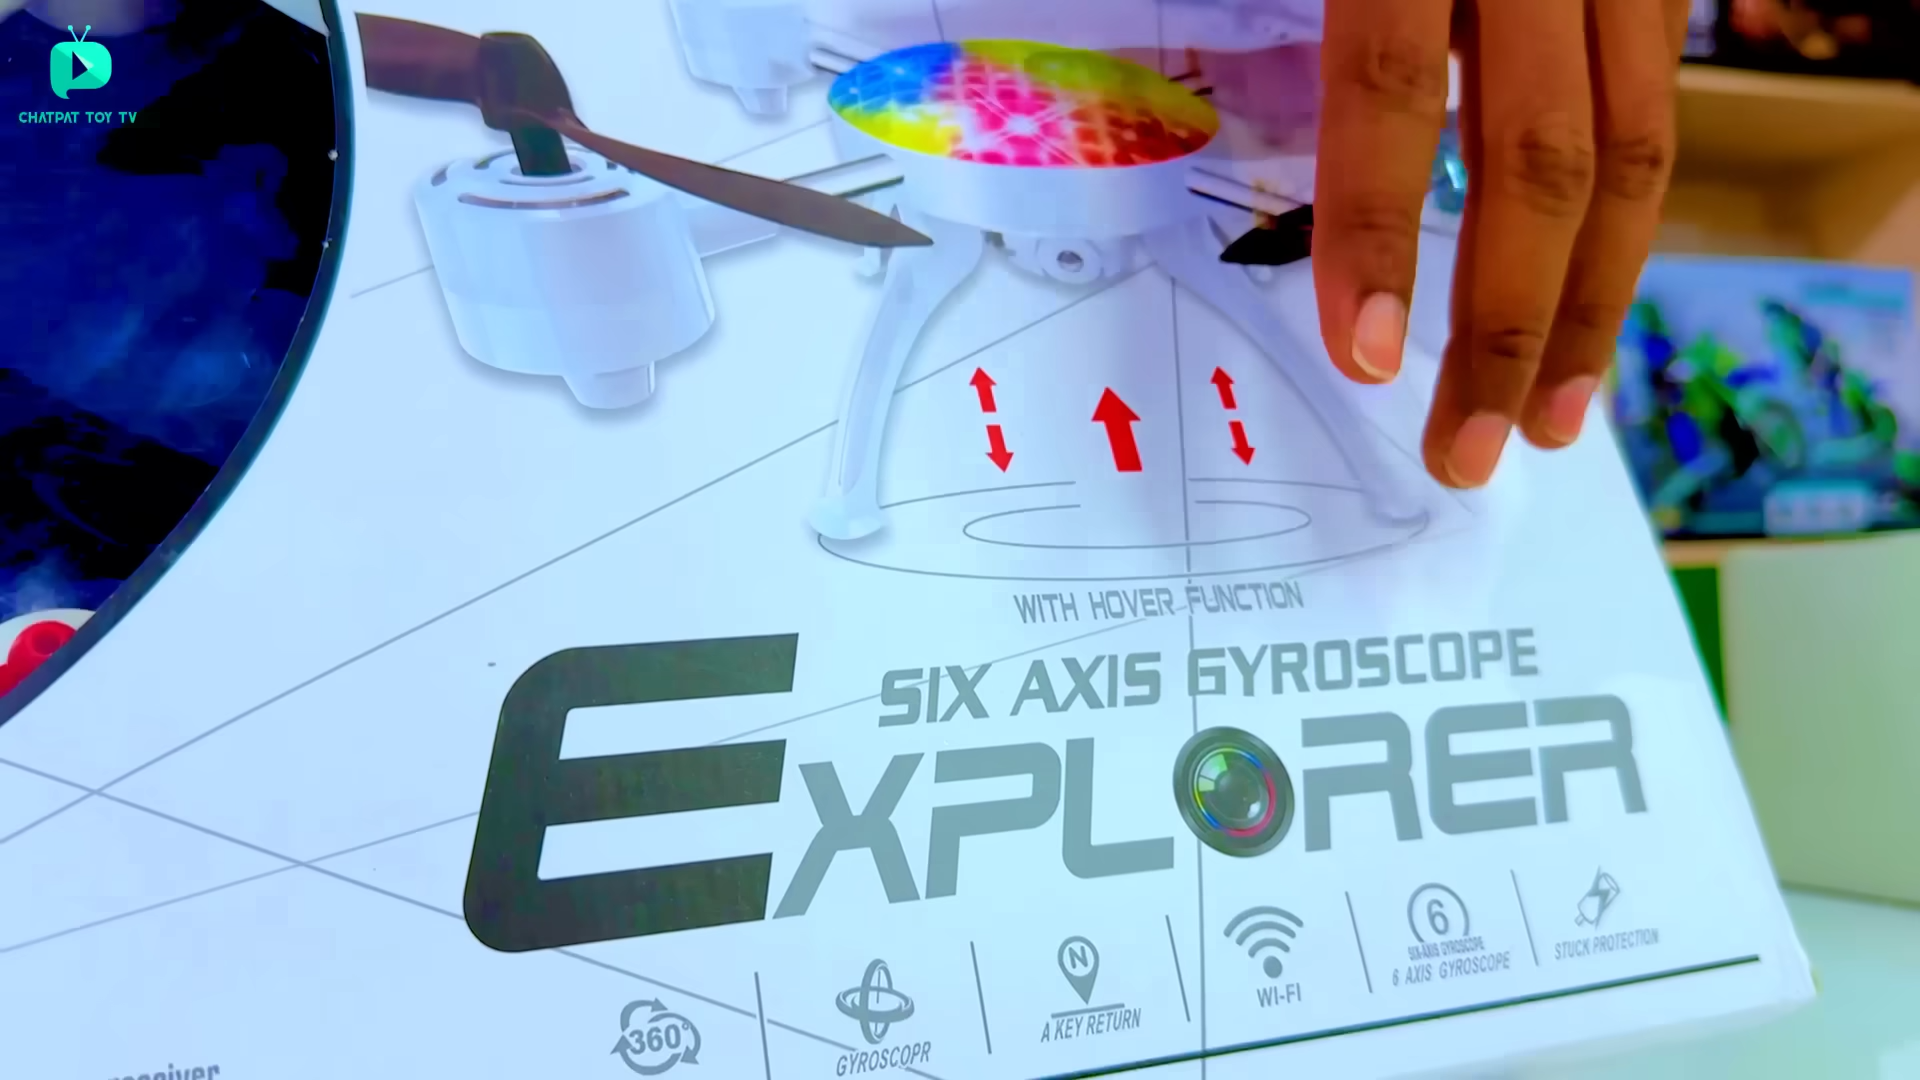 CHATPAT TOY TV
WITH HOVER FUNCTION
SIX AXIS GYROSCOPE
EXPLORER
360°
GYROSCOPR
N
A KEY RETURN
WI-FI
6
SIX-AXIS GYROSCOPE
6 AXIS GYROSCOPE
STUCK PROTECTION